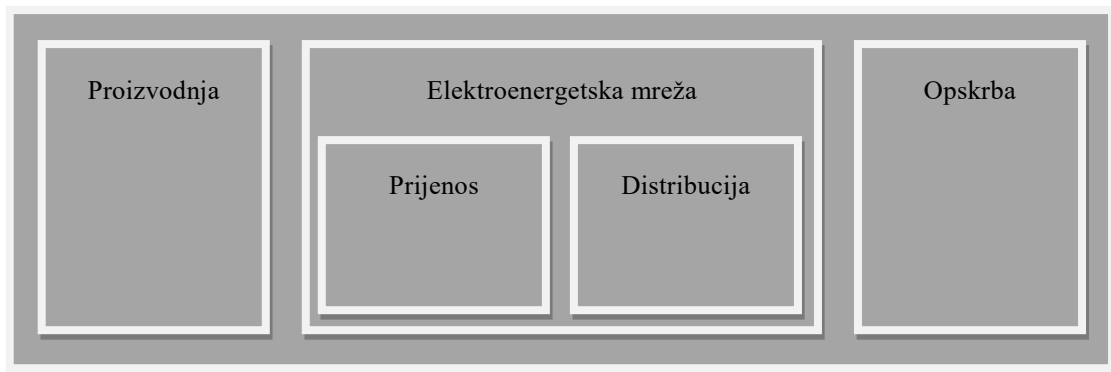 Proizvodnja
Elektroenergetska mreža
Opskrba
Prijenos
Distribucija